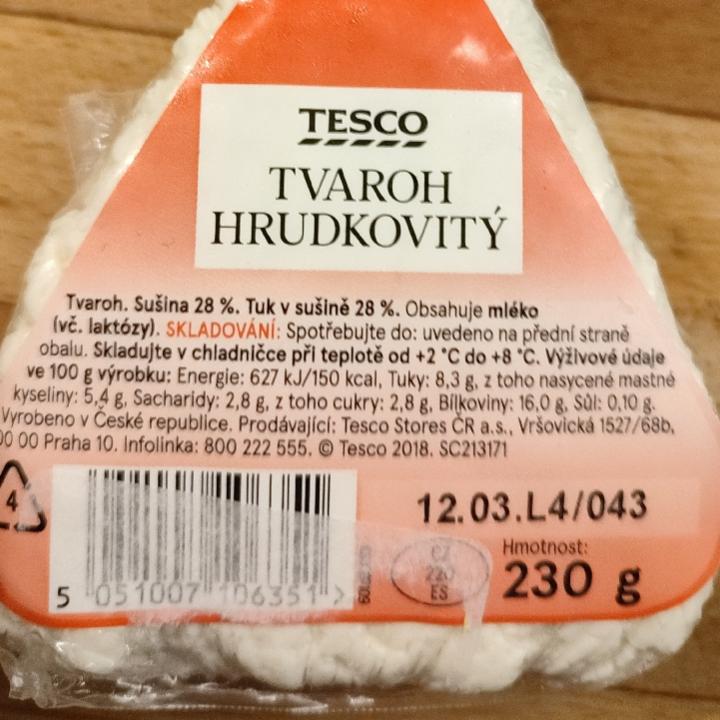 TESCO
TVAROH
HRUDKOVITÝ
Tvaroh. Sušina 28 %. Tuk v sušině 28 %. Obsahuje mléko
(vč. laktózy). SKLADOVÁNÍ: Spotřebujte do: uvedeno na přední straně
obalu. Skladujte v chladničce při teplotě od +2 °C do +8 °C. Výživové údaje
ve 100 g výrobku: Energie: 627 kJ/150 kcal, Tuky: 8,3 g, z toho nasycené mastné
kyseliny: 5,4 g, Sacharidy: 2,8 g, z toho cukry: 2,8 g, Bílkoviny: 16,0 g, Sůl: 0,10 g.
Vyrobeno v České republice. Prodávající: Tesco Stores ČR a.s., Vršovická 1527/68b,
00 00 Praha 10. Infolinka: 800 222 555. © Tesco 2018. SC213171
4
12.03.L4/043
CZ
220
ES
Hmotnost:
230 g
5 051007 106351 >